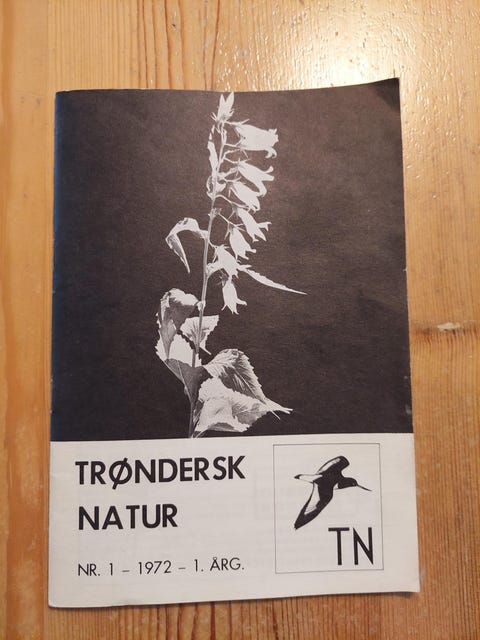 TRØNDERSK
NATUR
NR. 1 – 1972 – 1. ÅRG.
TN